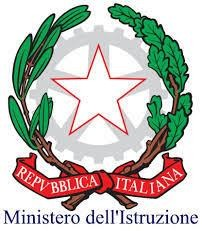 REPVBBLICA ITALIANA
Ministero dell'Istruzione